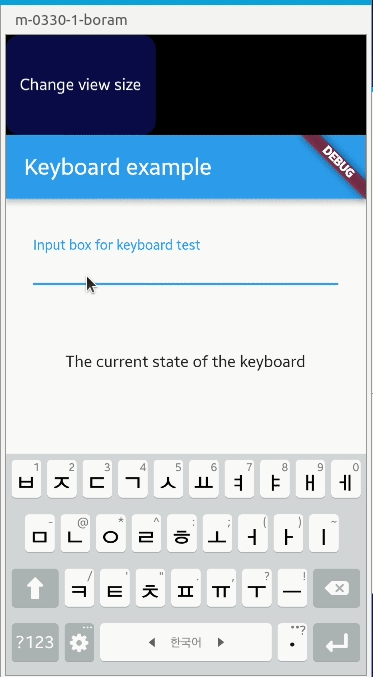 m-0330-1-boram
Change view size
Keyboard example
DEBUG
Input box for keyboard test
The current state of the keyboard
1 2 3 4 5 6 7 8 9 0
ㅂ ㅈ ㄷ ㄱ ㅅ ㅛ ㅕ ㅑ ㅐ ㅔ
- @ * ^ : ; ( ) ~
ㅁ ㄴ ㅇ ㄹ ㅎ ㅗ ㅓ ㅏ ㅣ
/ ' " . , ? !
ㅋ ㅌ ㅊ ㅍ ㅠ ㅜ ㅡ
?123 한국어 .